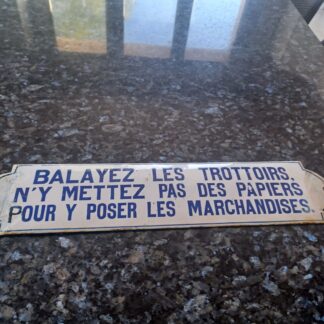 BALAYEZ LES TROTTOIRS.
N'Y METTEZ PAS DES PAPIERS
POUR Y POSER LES MARCHANDISES.